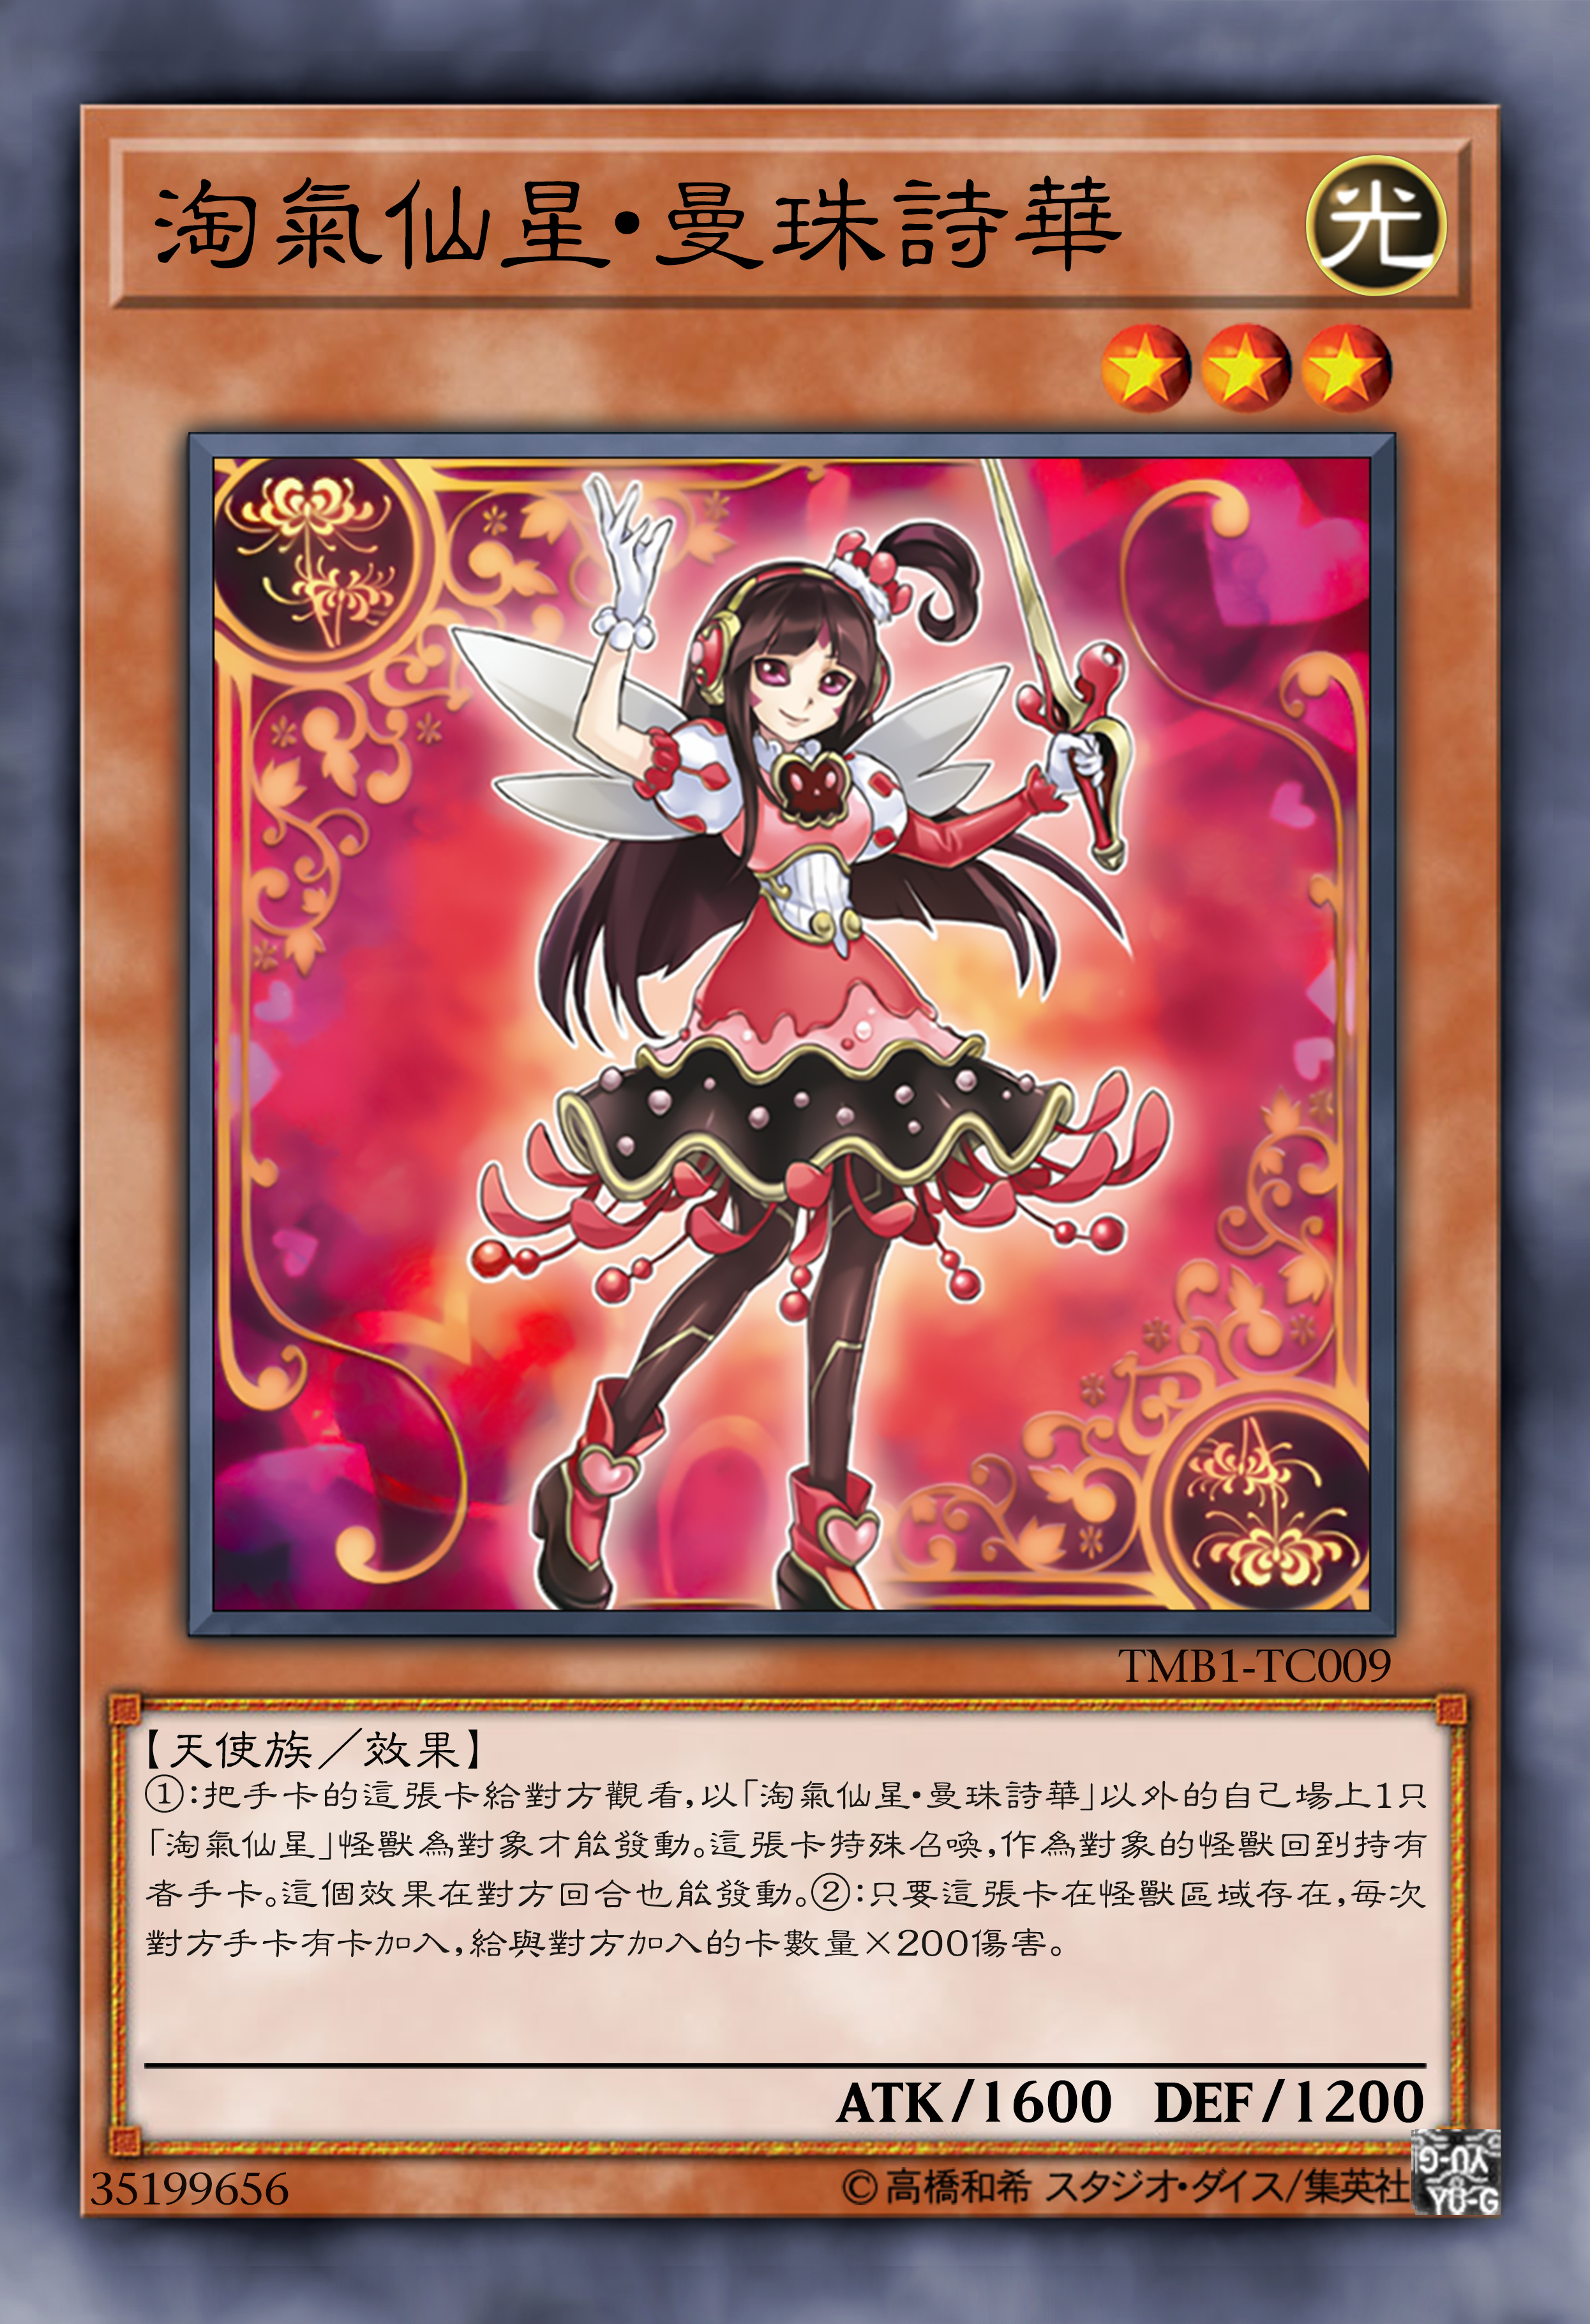 淘氣仙星・曼珠詩華
光
TMB1-TC009
【天使族／效果】
①：把手卡的這張卡給對方觀看，以「淘氣仙星・曼珠詩華」以外的自己場上1只
「淘氣仙星」怪獸為對象才能發動。這張卡特殊召喚，作為對象的怪獸回到持有
者手卡。這個效果在對方回合也能發動。②：只要這張卡在怪獸區域存在，每次
對方手卡有卡加入，給與對方加入的卡數量×200傷害。
ATK/1600 DEF/1200
35199656
©高橋和希 スタジオ・ダイス/集英社
YU-G